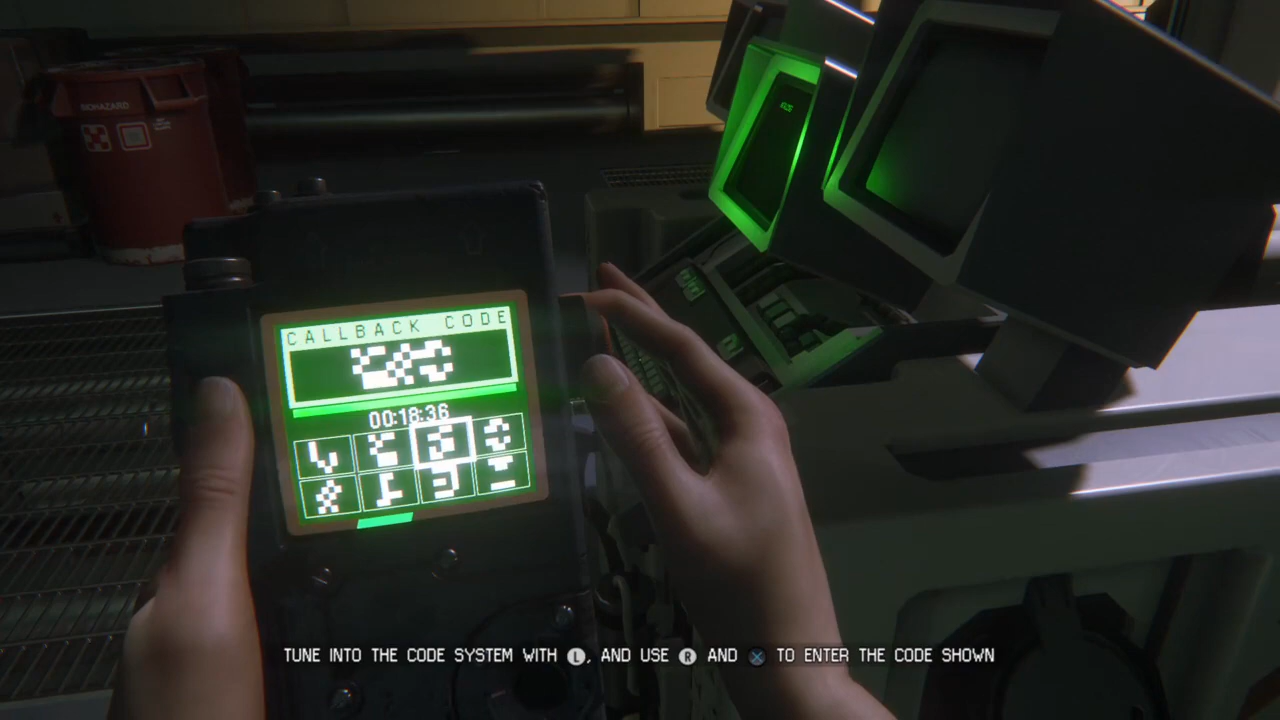 BIOHAZARD
CALLBACK CODE
00:18:36
TUNE INTO THE CODE SYSTEM WITH L, AND USE R AND X TO ENTER THE CODE SHOWN